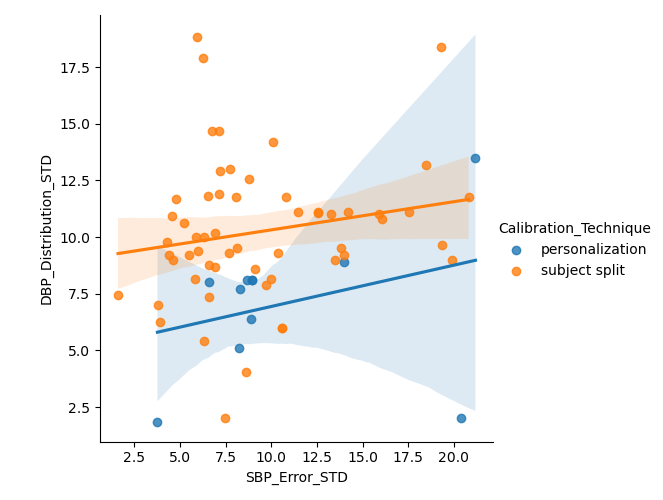 17.5
15.0
12.5
10.0
7.5
5.0
2.5
DBP_Distribution_STD
2.5 5.0 7.5 10.0 12.5 15.0 17.5 20.0
SBP_Error_STD
Calibration_Technique
personalization
subject split